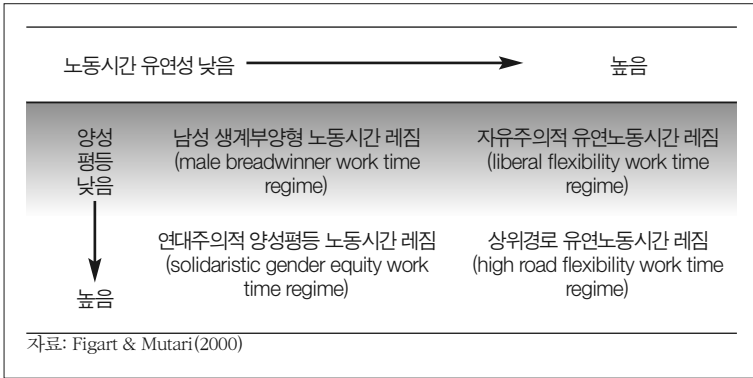 노동시간 유연성 낮음 높음
양성 평등 낮음
남성 생계부양형 노동시간 레짐
(male breadwinner work time
regime)
자유주의적 유연노동시간 레짐
(liberal flexibility work time
regime)
연대주의적 양성평등 노동시간 레짐
(solidaristic gender equity work
time regime)
상위경로 유연노동시간 레짐
(high road flexibility work time
regime)
높음
자료: Figart & Mutari(2000)